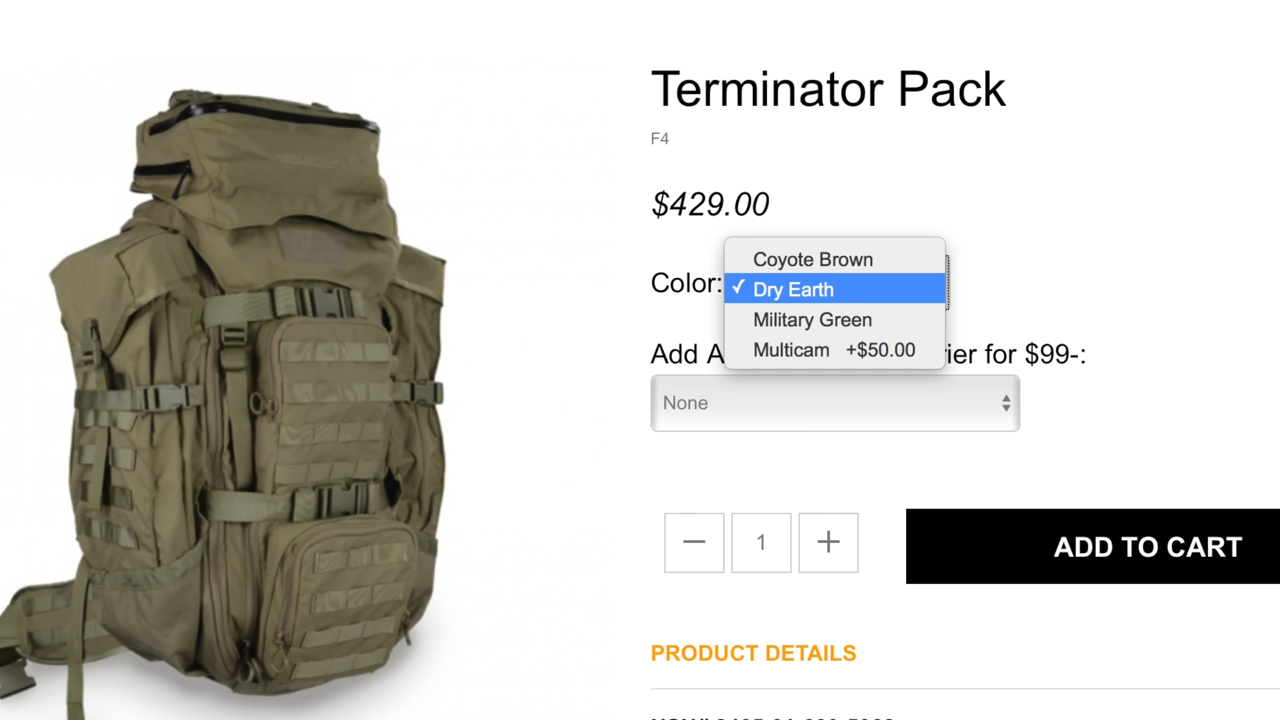 Terminator Pack
F4
$429.00
Coyote Brown
Color:
✓ Dry Earth
Military Green
Multicam +$50.00
Add A
rier for $99-:
None
− 1 +
ADD TO CART
PRODUCT DETAILS